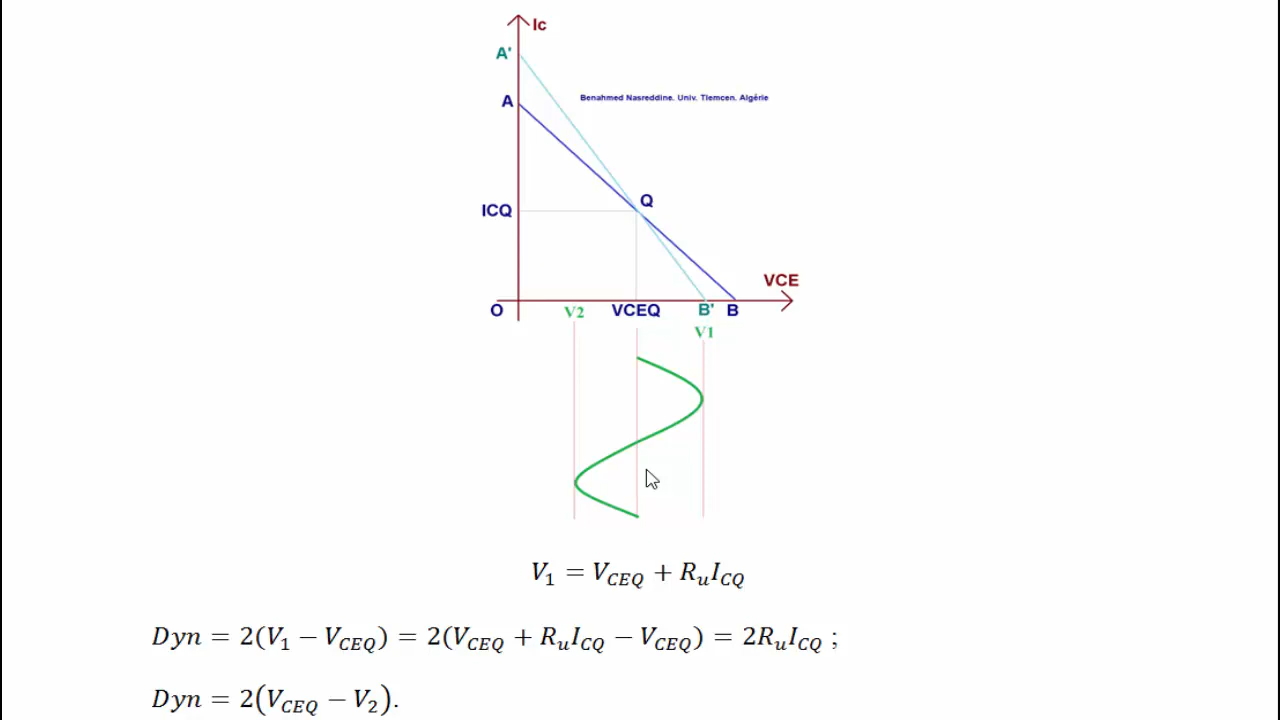 Ic
A'
Benahmed Nasreddine. Univ. Tlemcen. Algérie
A
Q
ICQ
VCE
O V2 VCEQ B' B
V1
V₁ = V_CEQ + R_u I_CQ
Dyn = 2(V₁ − V_CEQ) = 2(V_CEQ + R_u I_CQ − V_CEQ) = 2R_u I_CQ ;
Dyn = 2(V_CEQ − V₂).